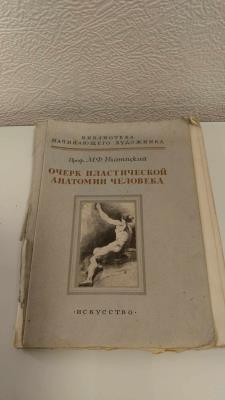 БИБЛИОТЕКА
НАЧИНАЮЩЕГО ХУДОЖНИКА
Проф. М.Ф. Иваницкий
ОЧЕРК ПЛАСТИЧЕСКОЙ
АНАТОМИИ ЧЕЛОВЕКА
·ИСКУССТВО·